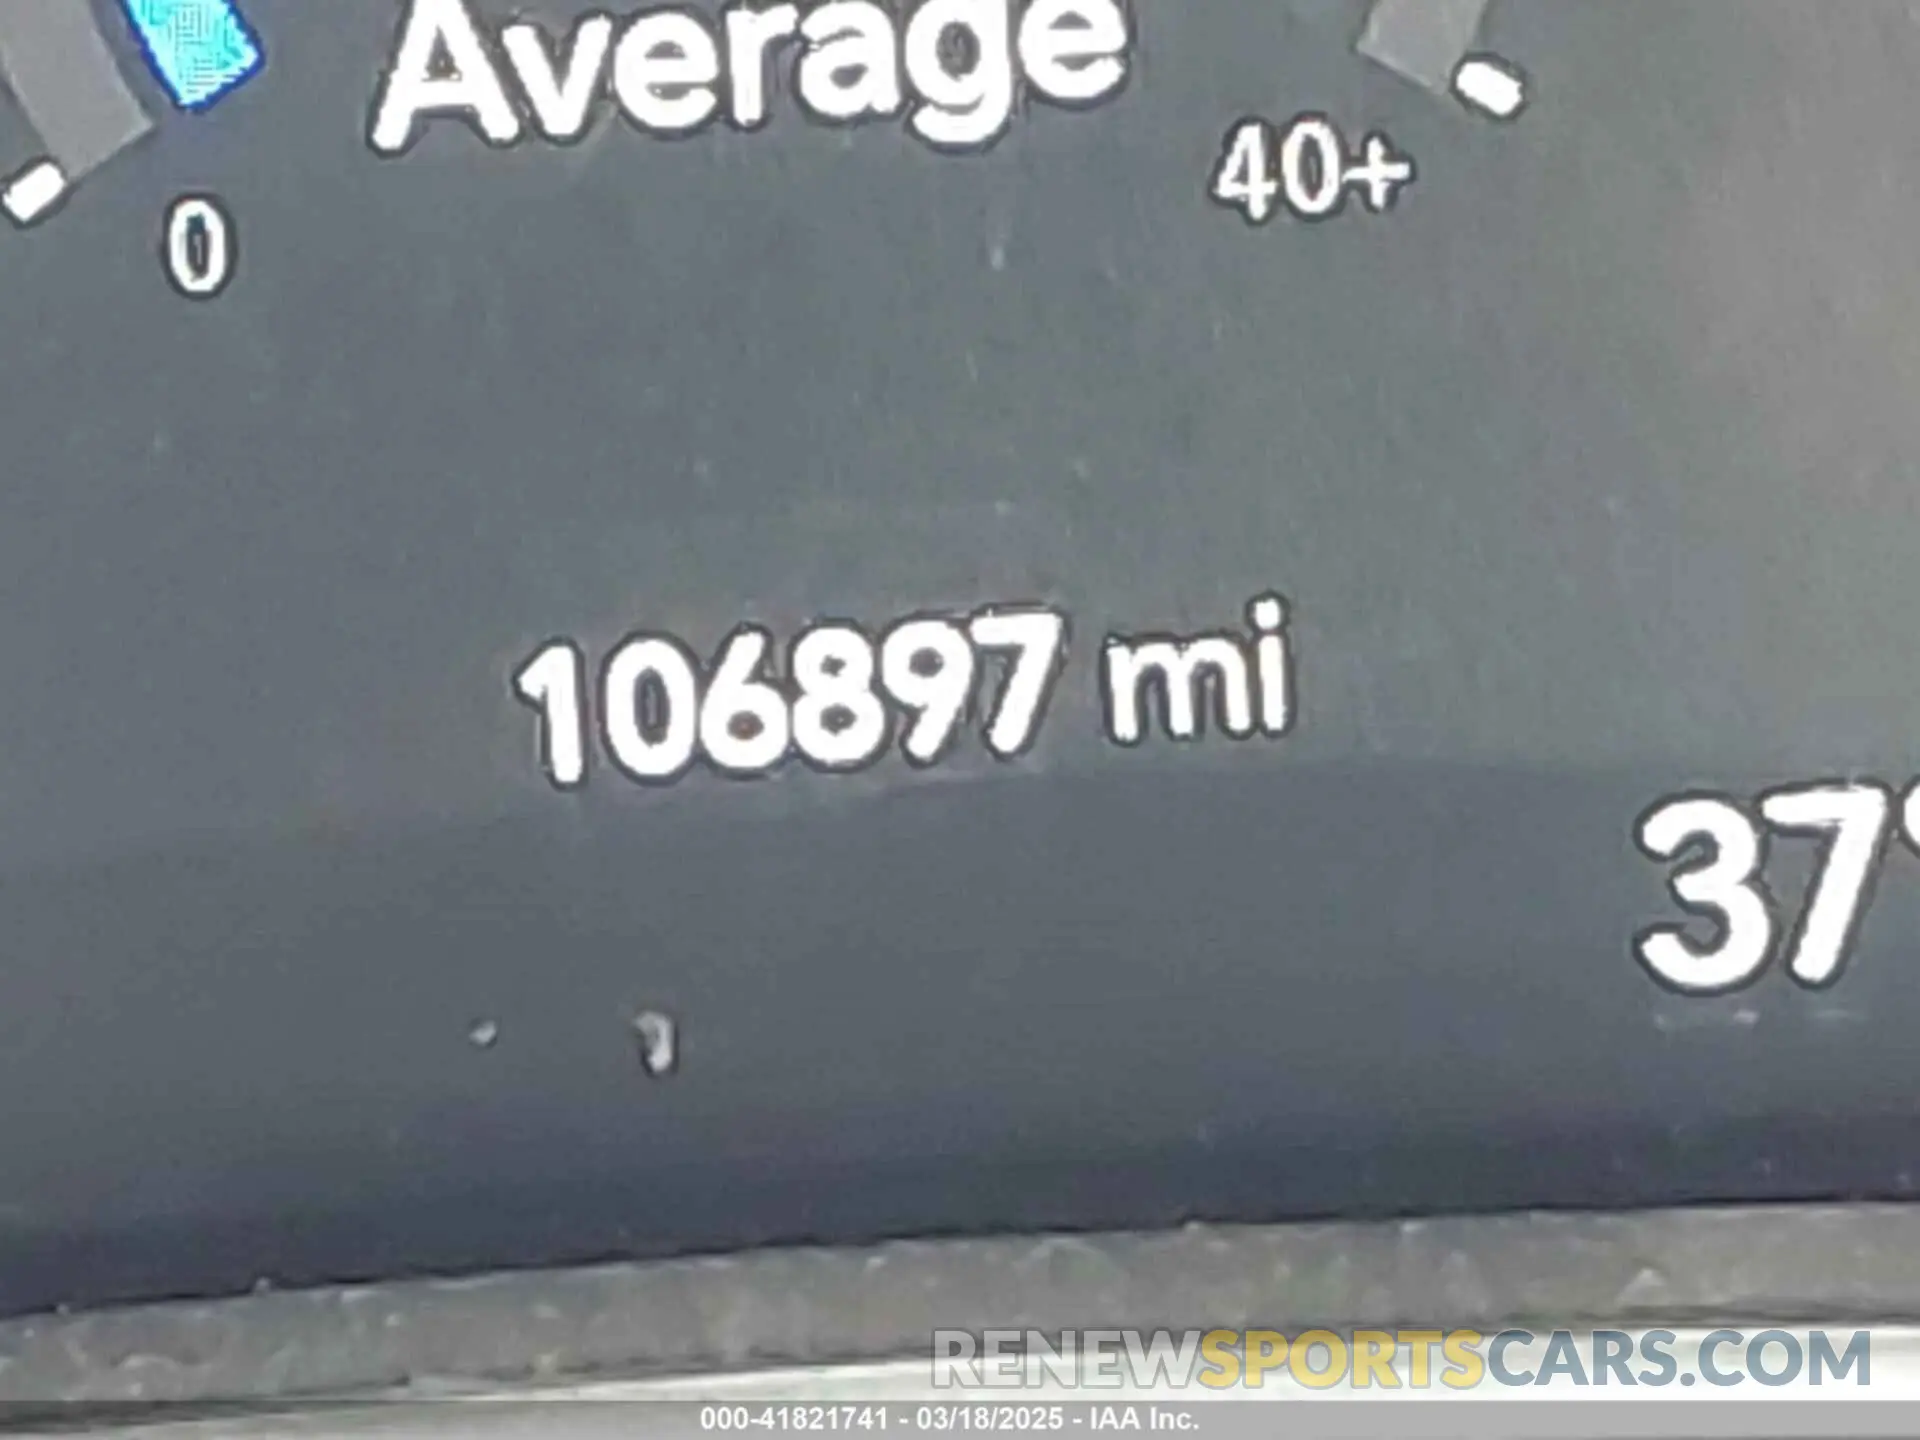 Average
0
40+
106897 mi
37°
RENEWSPORTSCARS.COM
000-41821741 - 03/18/2025 - IAA Inc.